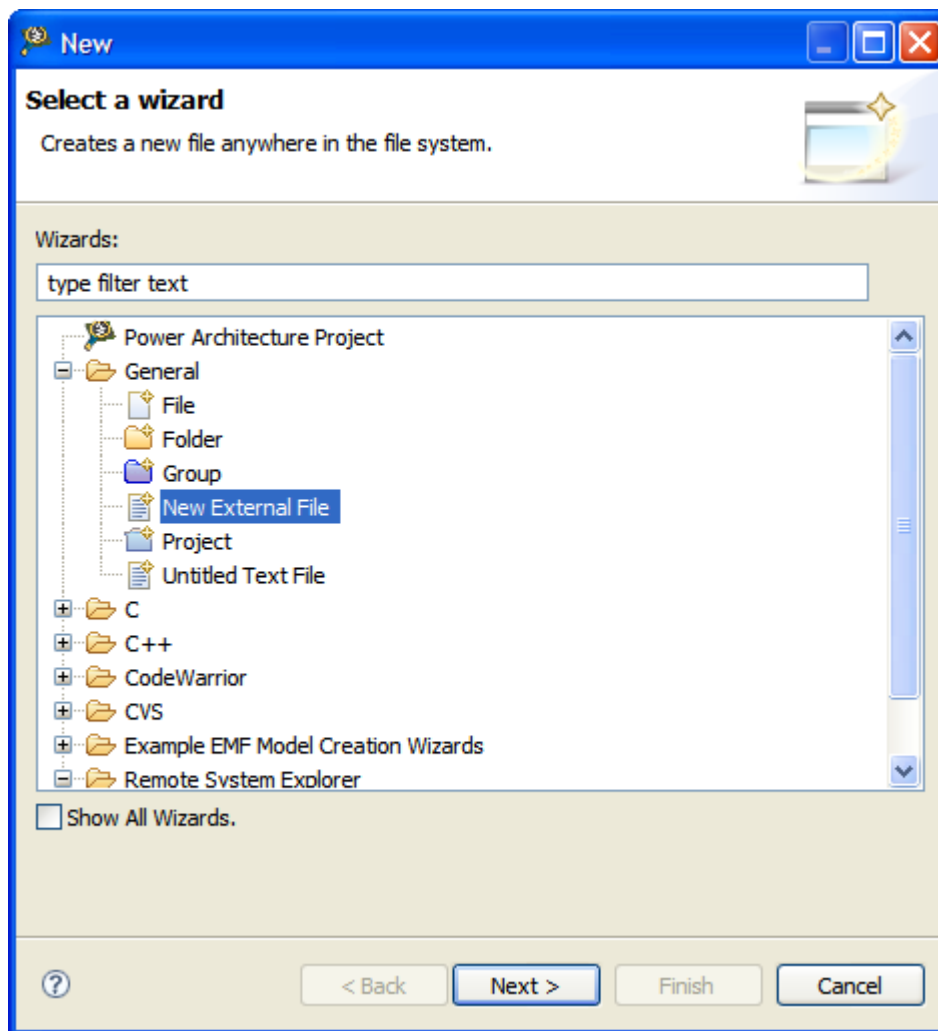 New
Select a wizard
Creates a new file anywhere in the file system.
Wizards:
type filter text
Power Architecture Project
General
File
Folder
Group
New External File
Project
Untitled Text File
C
C++
CodeWarrior
CVS
Example EMF Model Creation Wizards
Remote System Explorer
Show All Wizards.
?
< Back Next > Finish Cancel